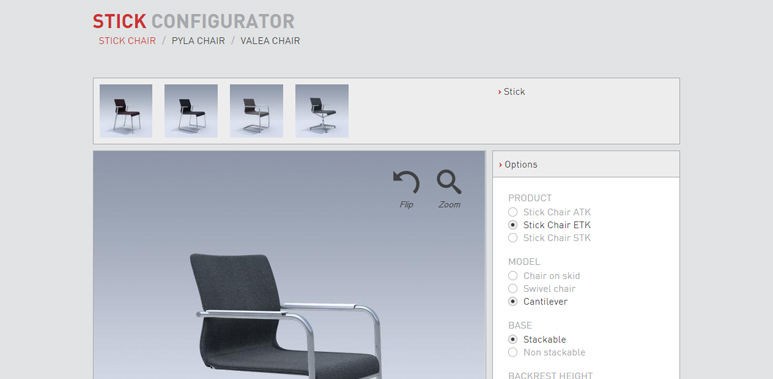 STICK CONFIGURATOR
STICK CHAIR / PYLA CHAIR / VALEA CHAIR
› Stick
Flip
Zoom
› Options
PRODUCT
Stick Chair ATK
Stick Chair ETK
Stick Chair STK
MODEL
Chair on skid
Swivel chair
Cantilever
BASE
Stackable
Non stackable
BACKREST HEIGHT